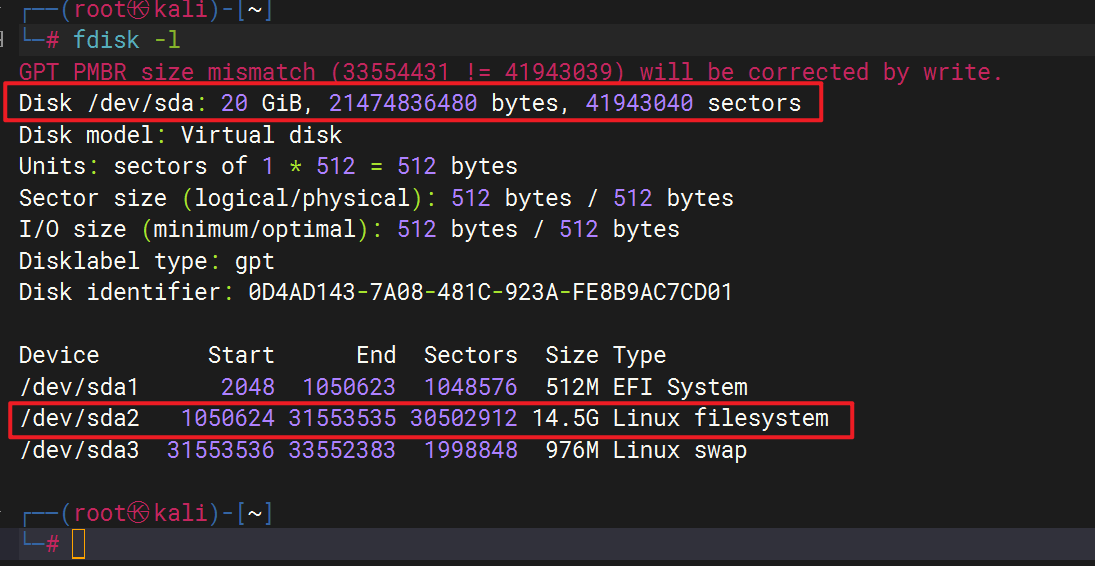 ┌──(root㉿kali)-[~]
└─# fdisk -l
GPT PMBR size mismatch (33554431 != 41943039) will be corrected by write.
Disk /dev/sda: 20 GiB, 21474836480 bytes, 41943040 sectors
Disk model: Virtual disk
Units: sectors of 1 * 512 = 512 bytes
Sector size (logical/physical): 512 bytes / 512 bytes
I/O size (minimum/optimal): 512 bytes / 512 bytes
Disklabel type: gpt
Disk identifier: 0D4AD143-7A08-481C-923A-FE8B9AC7CD01
Device        Start      End  Sectors  Size Type
/dev/sda1      2048  1050623  1048576  512M EFI System
/dev/sda2   1050624 31553535 30502912 14.5G Linux filesystem
/dev/sda3  31553536 33552383  1998848  976M Linux swap
┌──(root㉿kali)-[~]
└─#